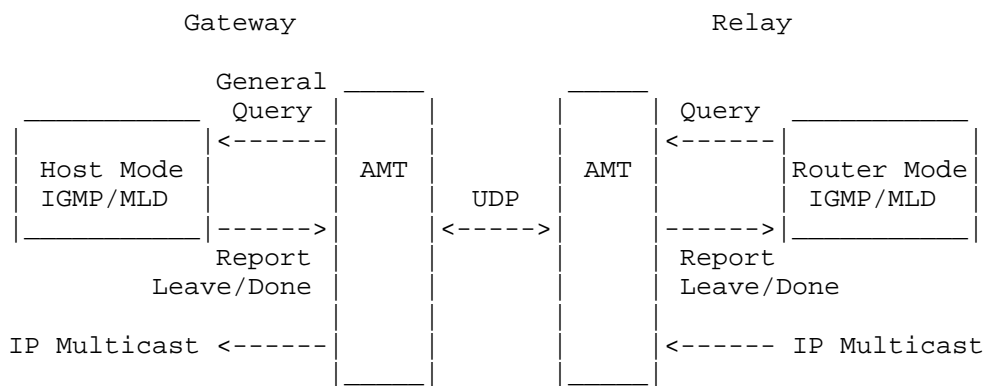 Gateway Relay
General
Query Query
Host Mode AMT AMT Router Mode
IGMP/MLD UDP IGMP/MLD
Report Report
Leave/Done Leave/Done
IP Multicast IP Multicast